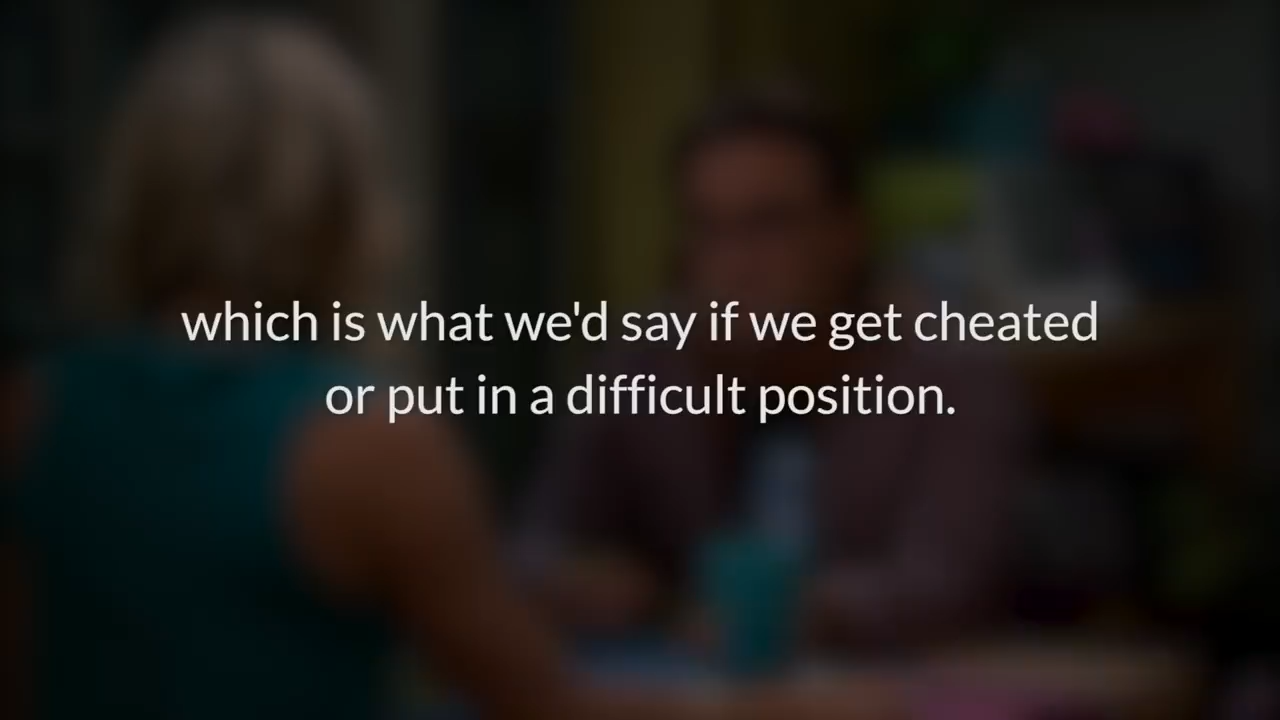 which is what we'd say if we get cheated
or put in a difficult position.